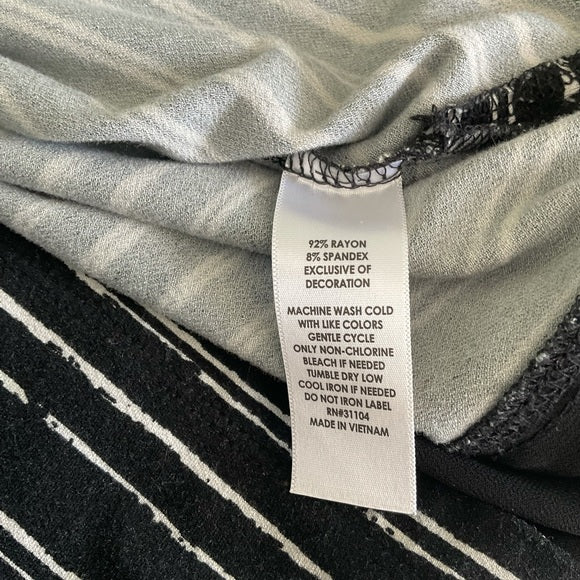 92% RAYON
8% SPANDEX
EXCLUSIVE OF
DECORATION
MACHINE WASH COLD
WITH LIKE COLORS
GENTLE CYCLE
ONLY NON-CHLORINE
BLEACH IF NEEDED
TUMBLE DRY LOW
COOL IRON IF NEEDED
DO NOT IRON LABEL
RN#31104
MADE IN VIETNAM